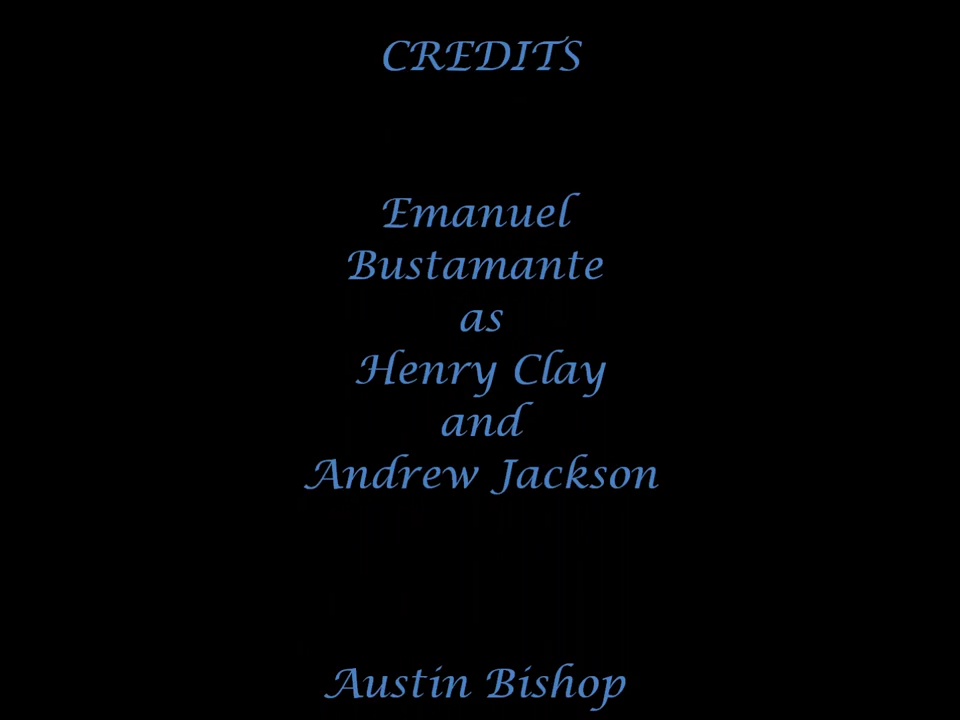 CREDITS
Emanuel
Bustamante
as
Henry Clay
and
Andrew Jackson
Austin Bishop